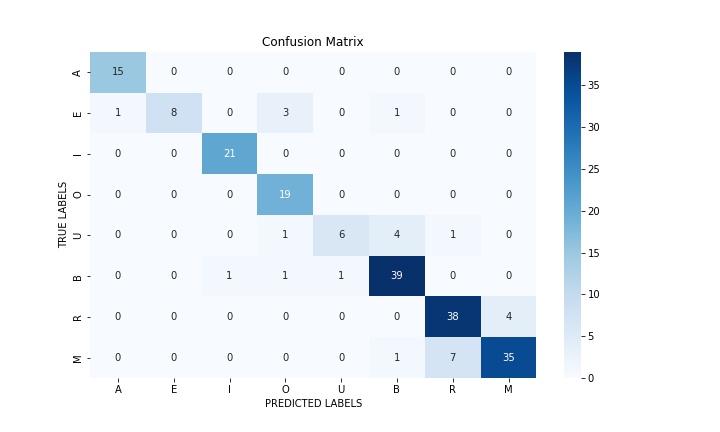 Confusion Matrix
A 15 0 0 0 0 0 0 0
E 1 8 0 3 0 1 0 0
I 0 0 21 0 0 0 0 0
O 0 0 0 19 0 0 0 0
U 0 0 0 1 6 4 1 0
B 0 0 1 1 1 39 0 0
R 0 0 0 0 0 0 38 4
M 0 0 0 0 0 1 7 35
A E I O U B R M
PREDICTED LABELS
TRUE LABELS
35
30
25
20
15
10
5
0